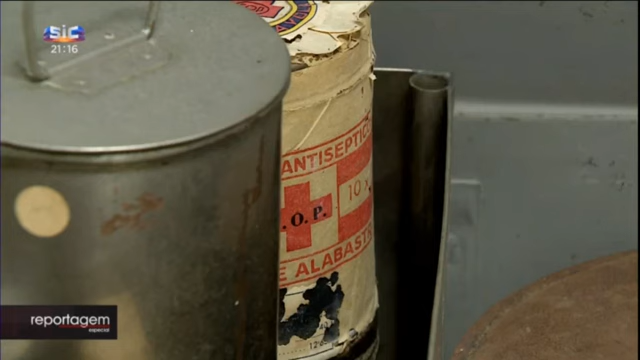 SIC
21:16
ANTISEPTIC
10
.O.P.
E ALABAST
reportagem
especial